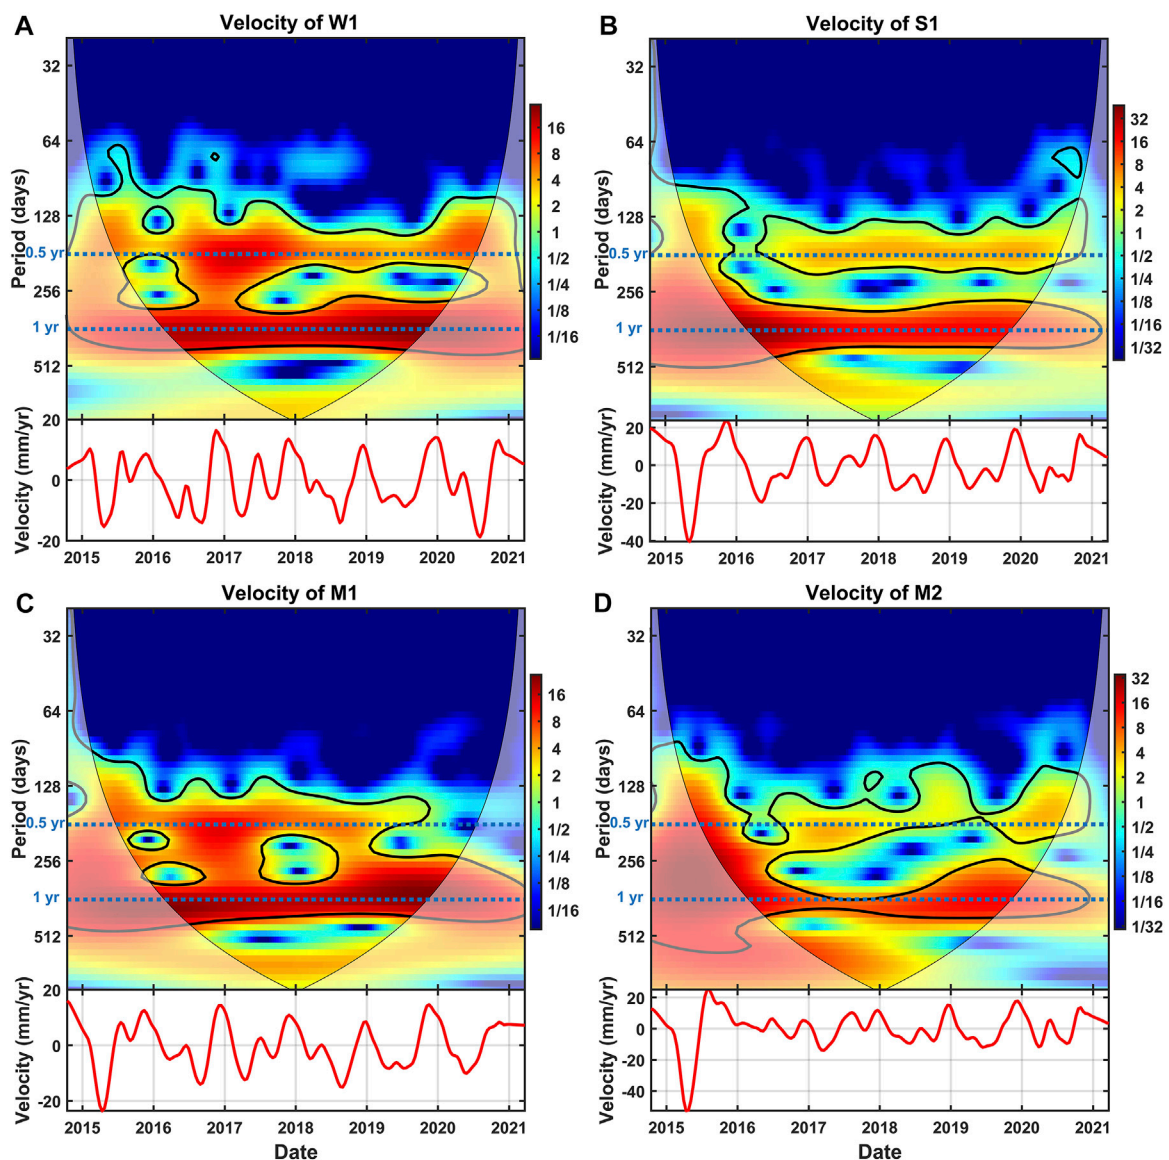 A
Velocity of W1
Period (days)
32
64
128
0.5 yr
256
1 yr
512
16
8
4
2
1
1/2
1/4
1/8
1/16
Velocity (mm/yr)
20
0
-20
2015 2016 2017 2018 2019 2020 2021
B
Velocity of S1
Period (days)
32
64
128
0.5 yr
256
1 yr
512
32
16
8
4
2
1
1/2
1/4
1/8
1/16
1/32
Velocity (mm/yr)
20
0
-20
-40
2015 2016 2017 2018 2019 2020 2021
C
Velocity of M1
Period (days)
32
64
128
0.5 yr
256
1 yr
512
16
8
4
2
1
1/2
1/4
1/8
1/16
Velocity (mm/yr)
20
0
-20
2015 2016 2017 2018 2019 2020 2021
Date
D
Velocity of M2
Period (days)
32
64
128
0.5 yr
256
1 yr
512
32
16
8
4
2
1
1/2
1/4
1/8
1/16
1/32
Velocity (mm/yr)
20
0
-20
-40
2015 2016 2017 2018 2019 2020 2021
Date